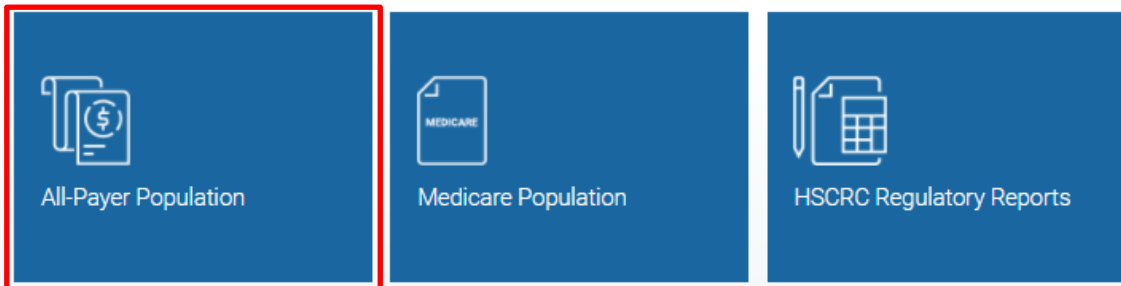 MEDICARE
All-Payer Population
Medicare Population
HSCRC Regulatory Reports